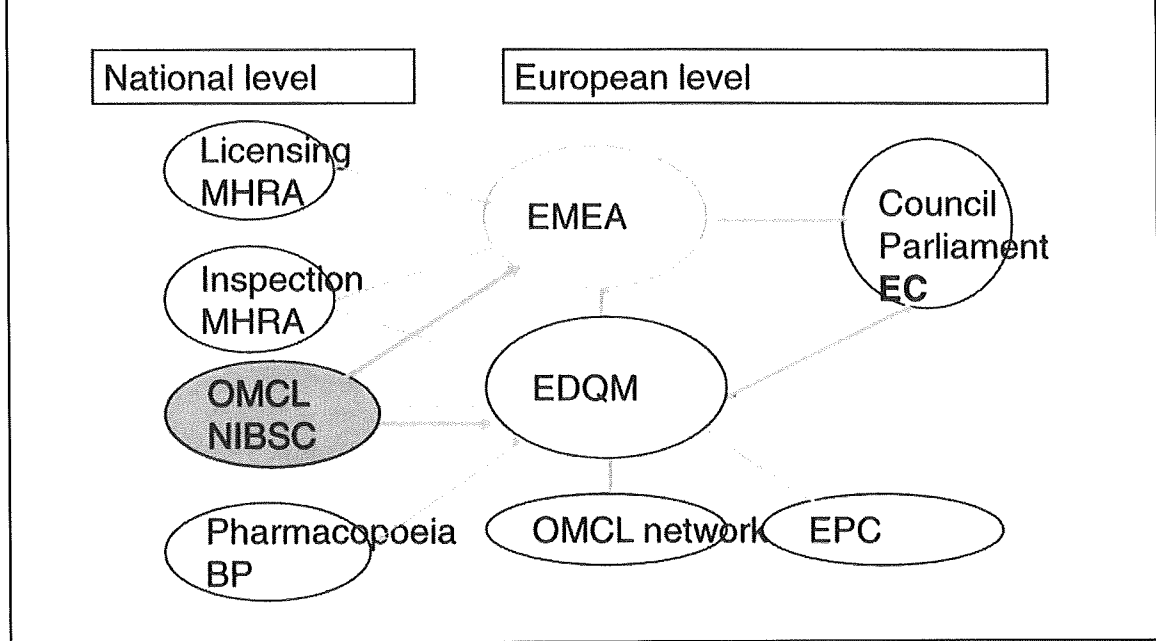 National level
European level
Licensing
MHRA
EMEA
Council
Parliament
EC
Inspection
MHRA
OMCL
NIBSC
EDQM
Pharmacopoeia
BP
OMCL network
EPC